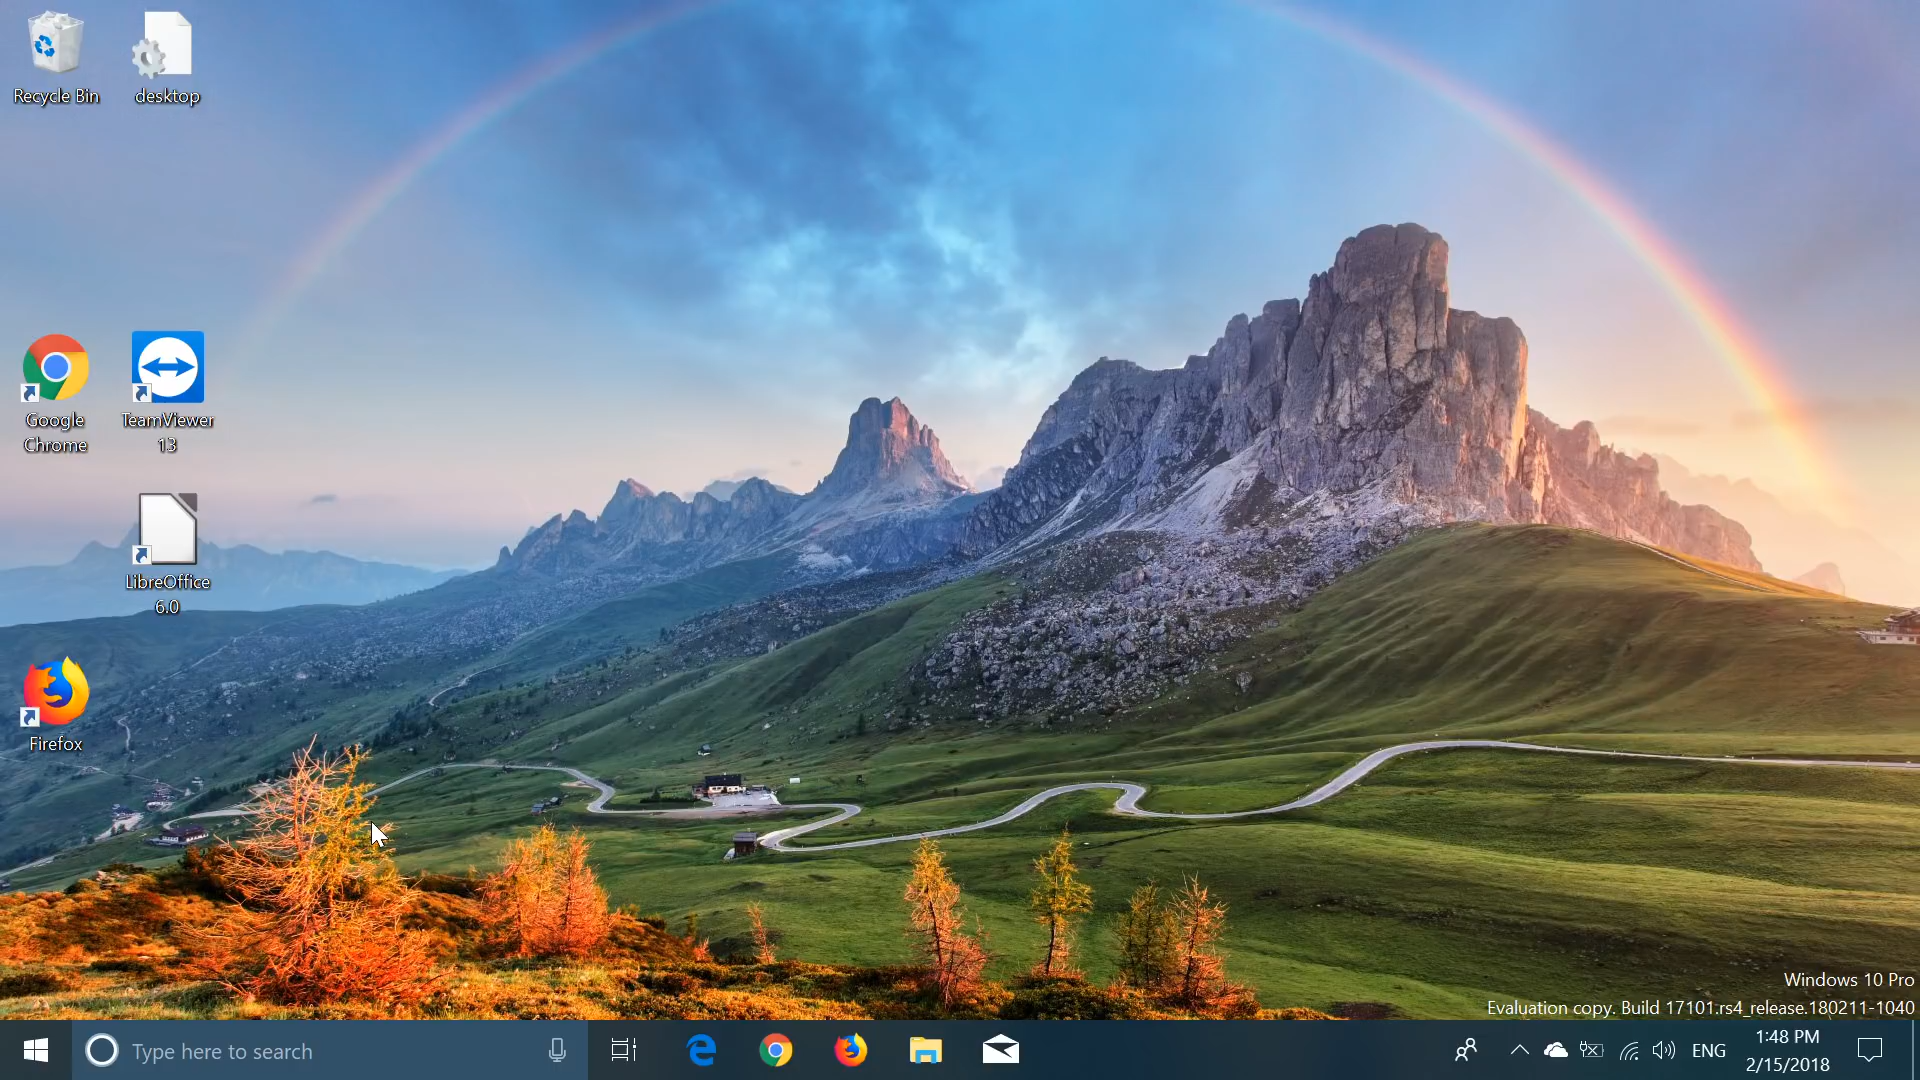 Recycle Bin
desktop
Google
Chrome
TeamViewer
13
LibreOffice
6.0
Firefox
Windows 10 Pro
Evaluation copy. Build 17101.rs4_release.180211-1040
Type here to search
ENG
1:48 PM
2/15/2018